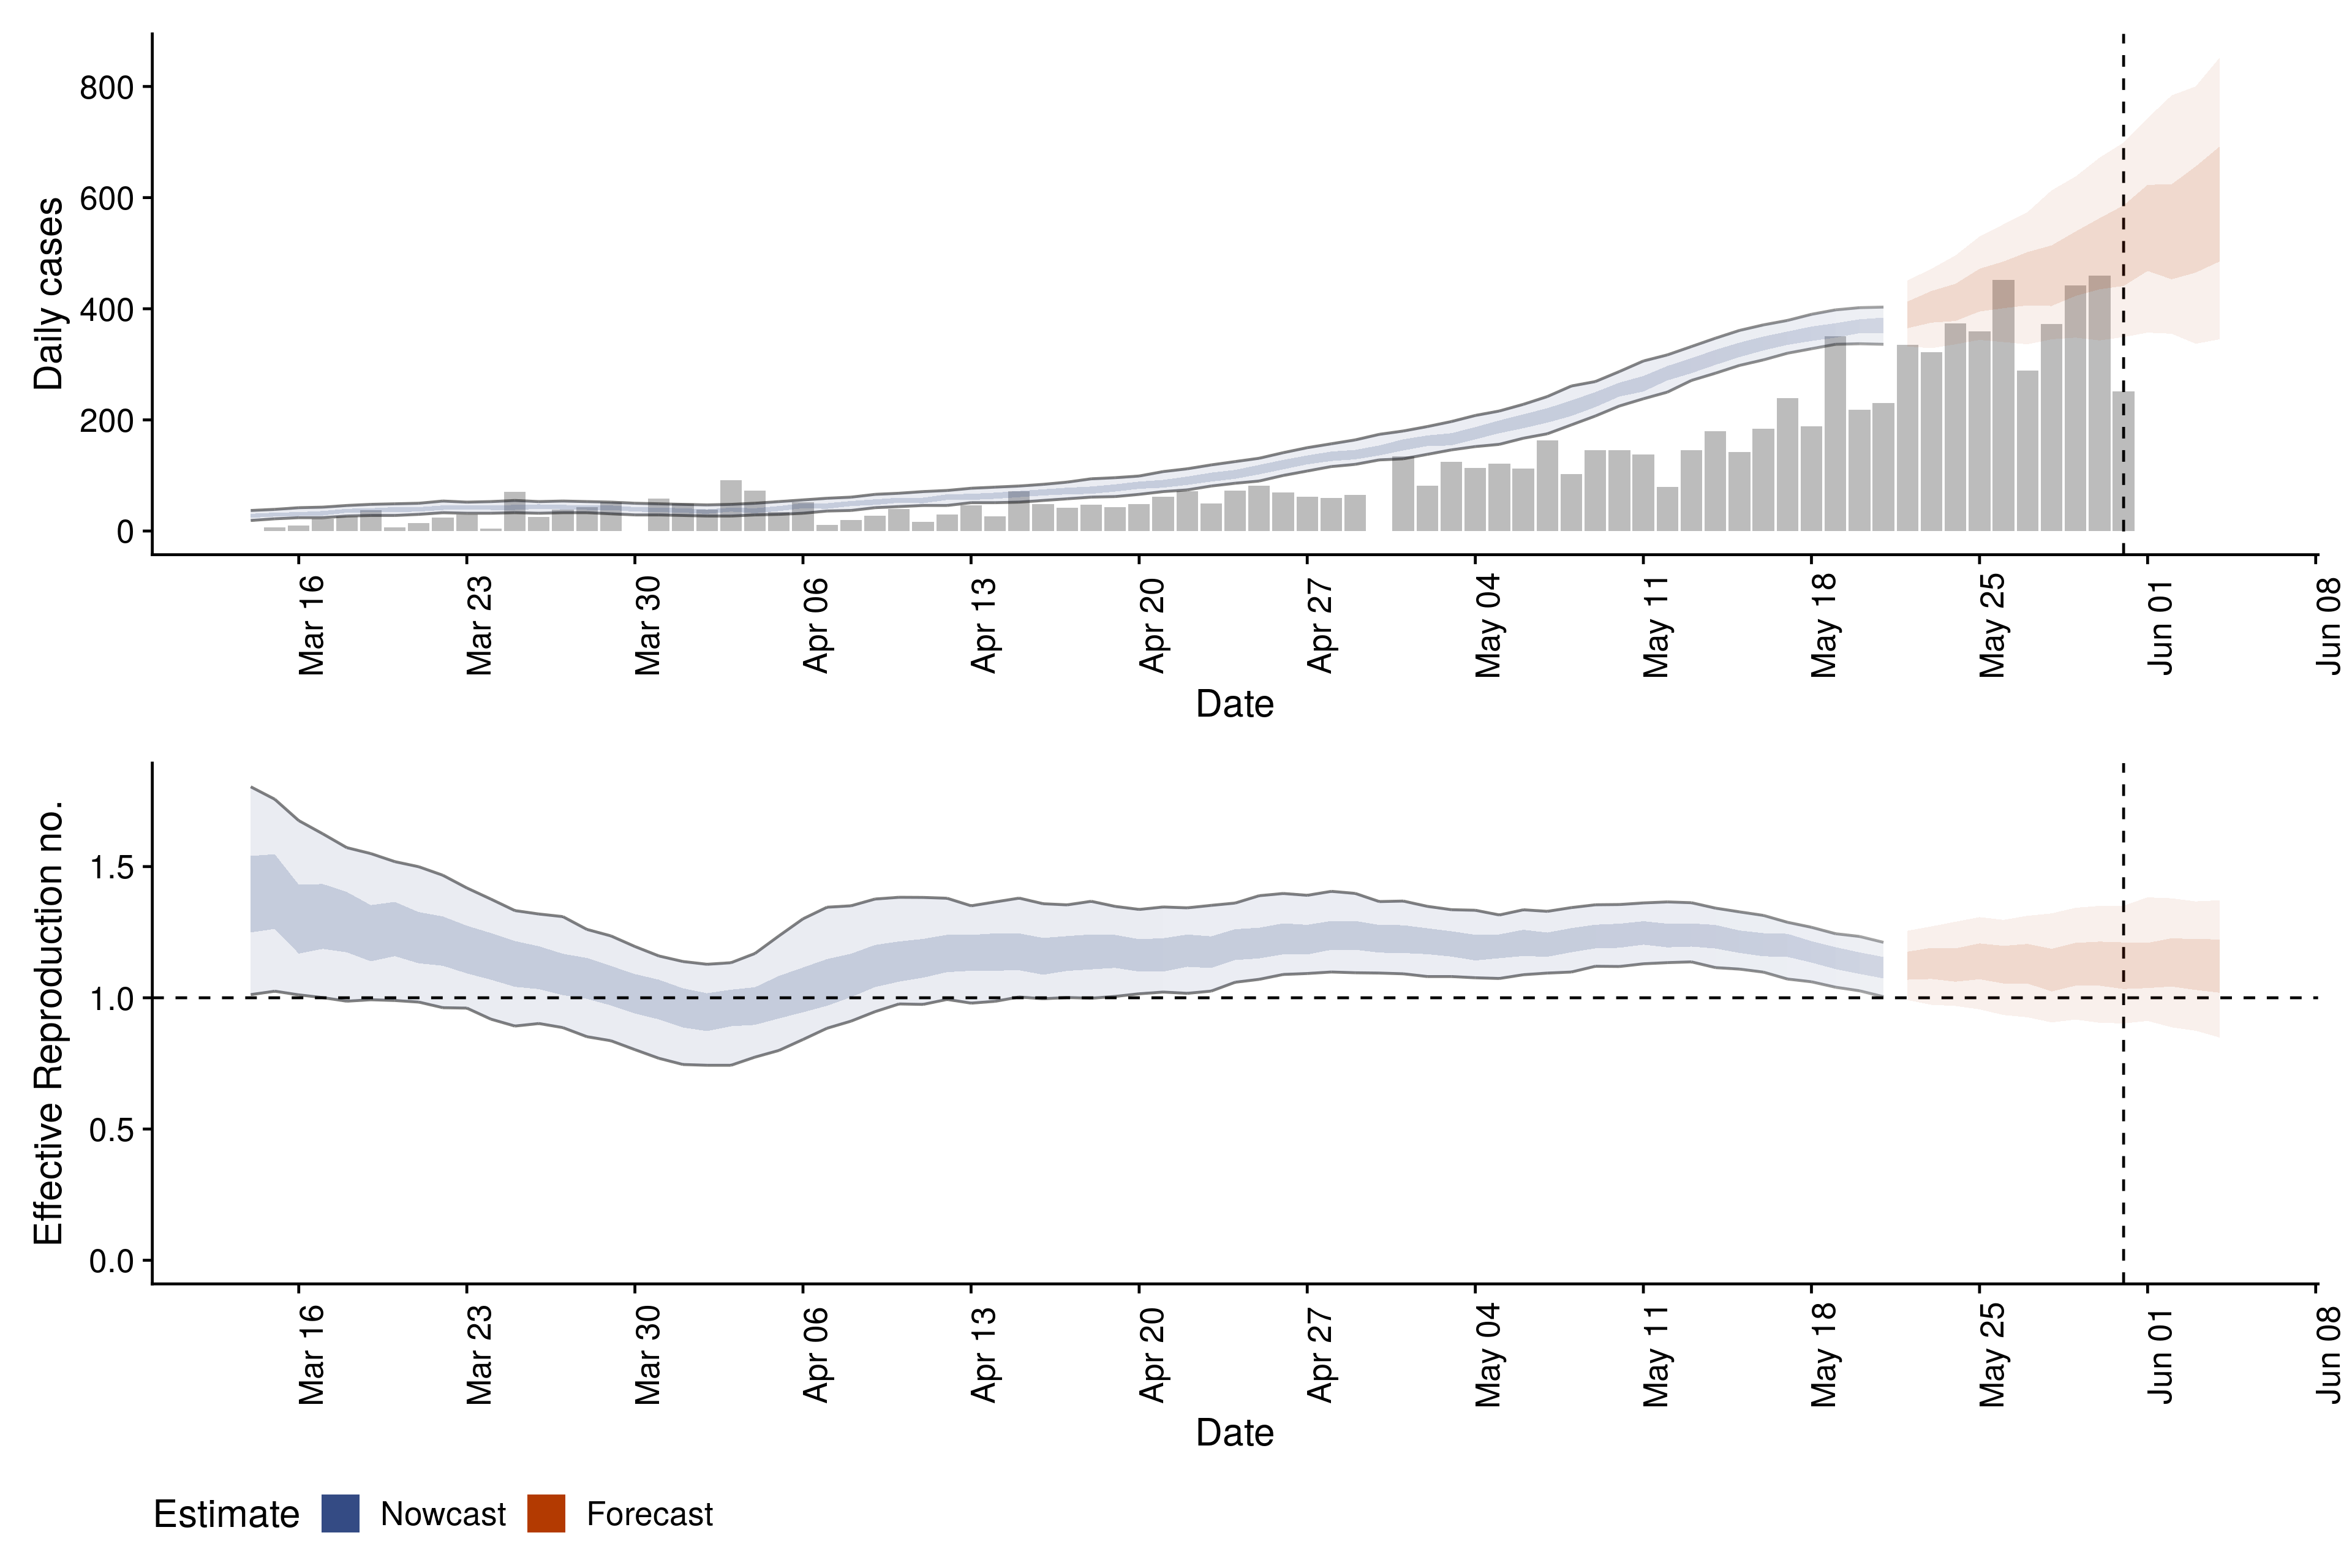 Daily cases
800
600
400
200
0
Mar 16
Mar 23
Mar 30
Apr 06
Apr 13
Apr 20
Apr 27
May 04
May 11
May 18
May 25
Jun 01
Jun 08
Date
Effective Reproduction no.
1.5
1.0
0.5
0.0
Mar 16
Mar 23
Mar 30
Apr 06
Apr 13
Apr 20
Apr 27
May 04
May 11
May 18
May 25
Jun 01
Jun 08
Date
Estimate Nowcast Forecast